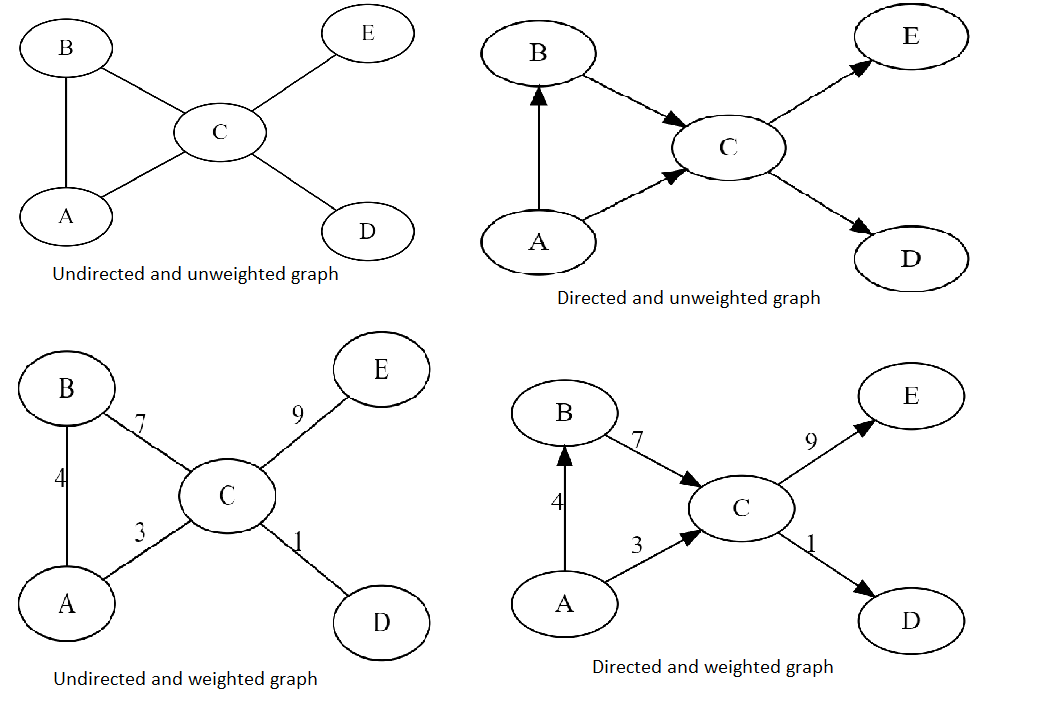 B
E
C
A
D
Undirected and unweighted graph
B
E
C
A
D
Directed and unweighted graph
B
E
7
9
4
C
3
1
A
D
Undirected and weighted graph
B
E
7
9
4
C
3
1
A
D
Directed and weighted graph